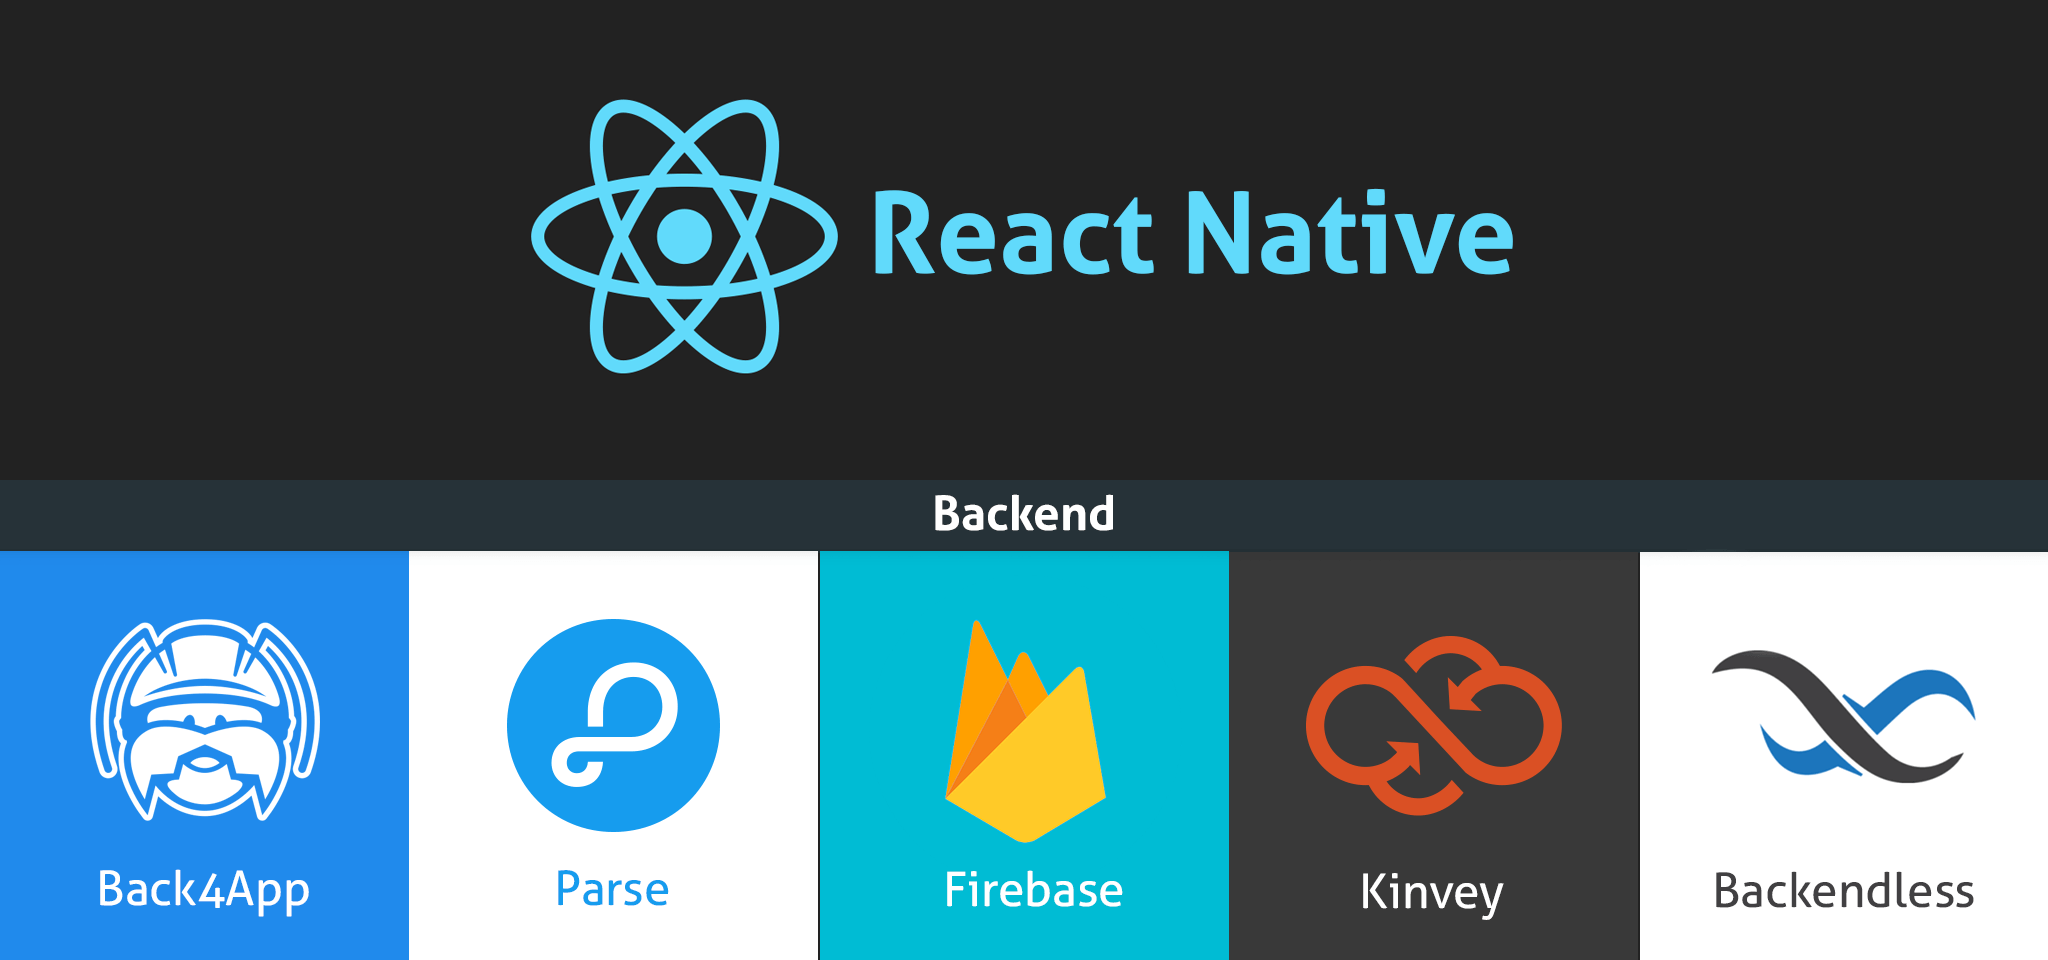 React Native
Backend
Back4App
Parse
Firebase
Kinvey
Backendless